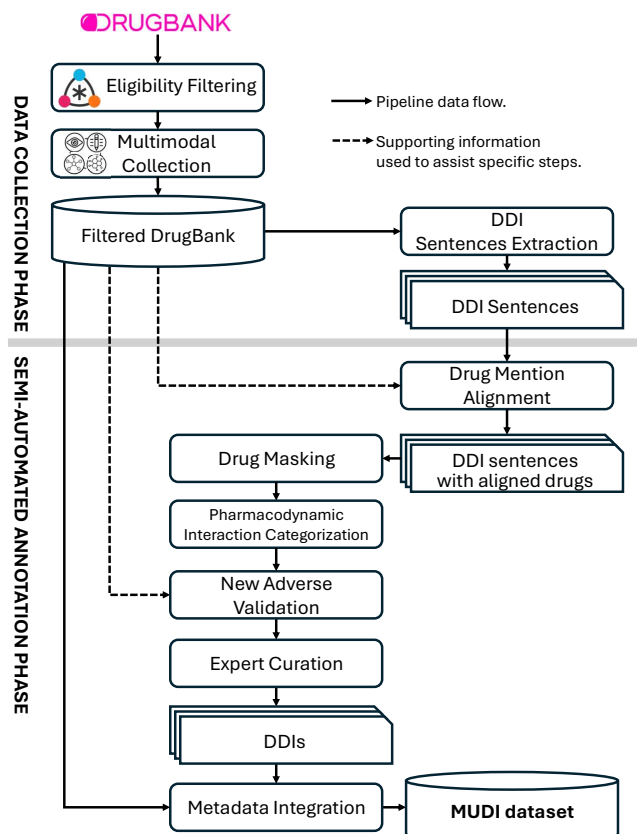 DRUGBANK
Eligibility Filtering
Multimodal
Collection
Filtered DrugBank
Pipeline data flow.
Supporting information
used to assist specific steps.
DDI
Sentences Extraction
DDI Sentences
DATA COLLECTION PHASE
SEMI-AUTOMATED ANNOTATION PHASE
Drug Mention
Alignment
DDI sentences
with aligned drugs
Drug Masking
Pharmacodynamic
Interaction Categorization
New Adverse
Validation
Expert Curation
DDIs
Metadata Integration
MUDI dataset